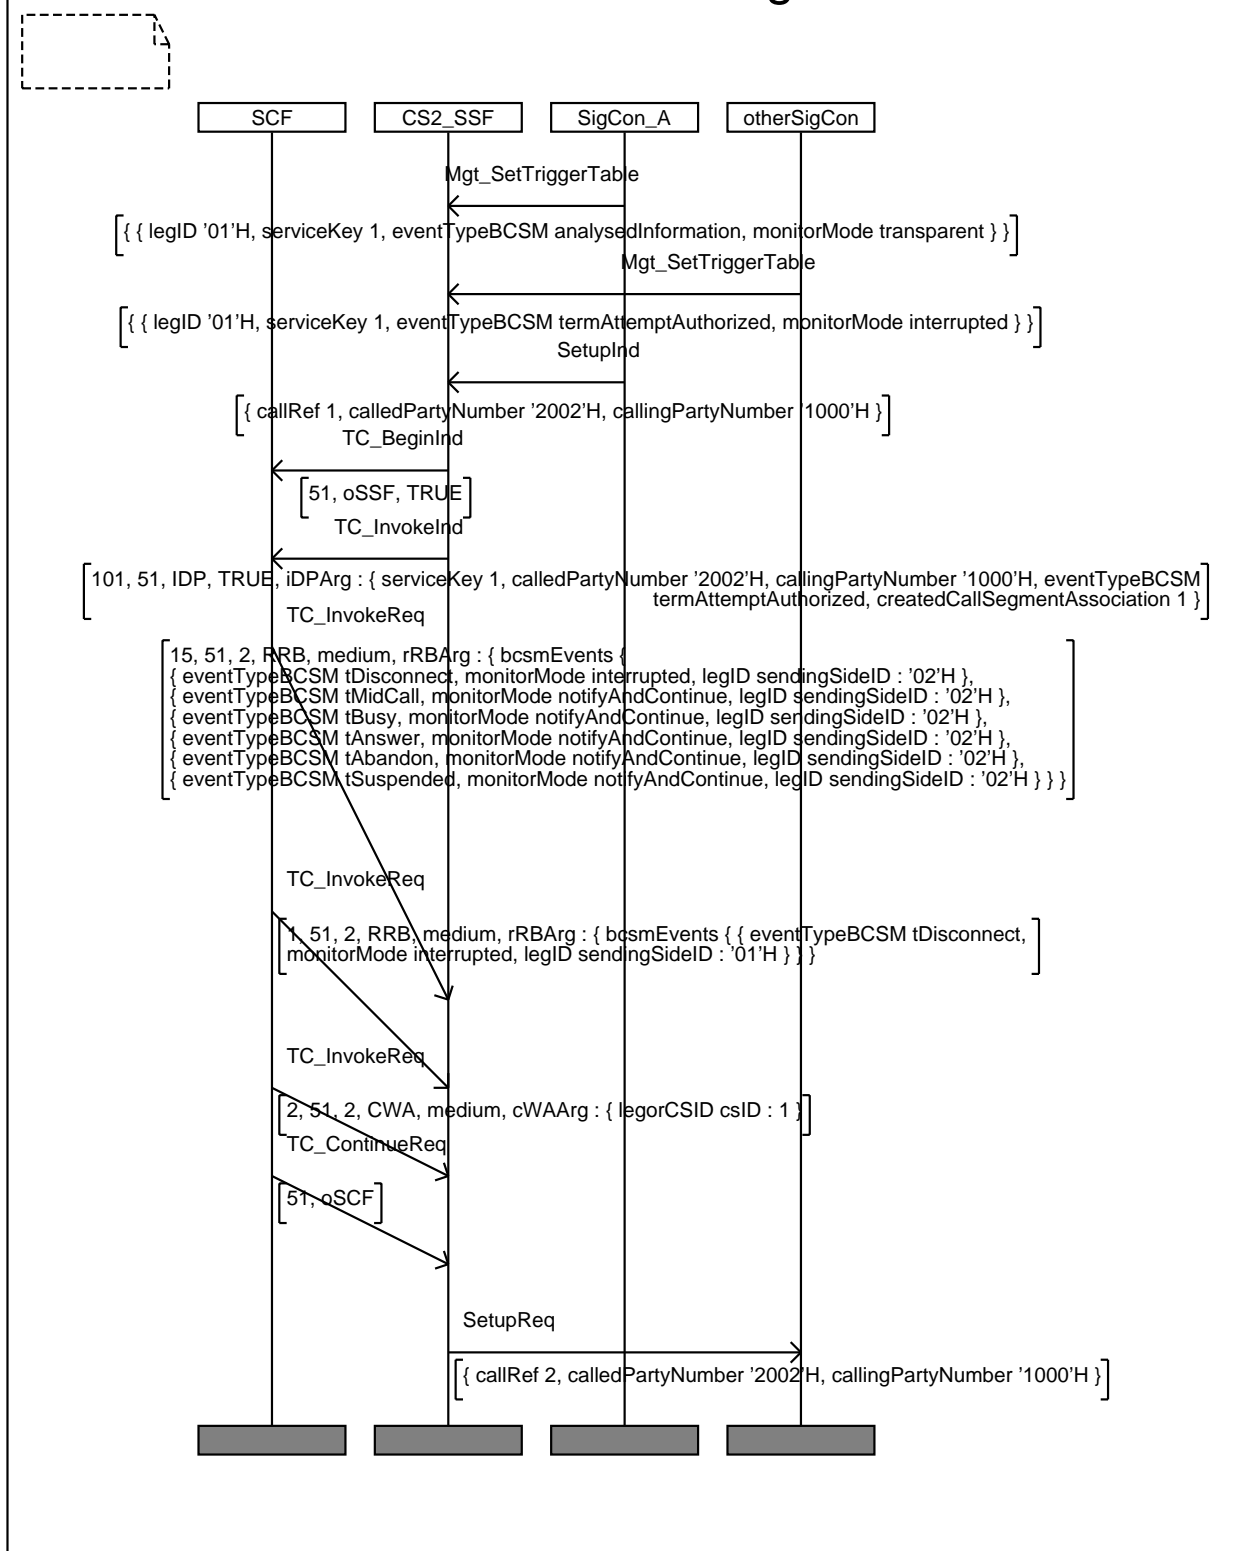 SCF
CS2_SSF
SigCon_A
otherSigCon
Mgt_SetTriggerTable
{ { legID '01'H, serviceKey 1, eventTypeBCSM analysedInformation, monitorMode transparent } }
Mgt_SetTriggerTable
{ { legID '01'H, serviceKey 1, eventTypeBCSM termAttemptAuthorized, monitorMode interrupted } }
SetupInd
{ callRef 1, calledPartyNumber '2002'H, callingPartyNumber '1000'H }
TC_BeginInd
51, oSSF, TRUE
TC_InvokeInd
101, 51, IDP, TRUE, iDPArg : { serviceKey 1, calledPartyNumber '2002'H, callingPartyNumber '1000'H, eventTypeBCSM
termAttemptAuthorized, createdCallSegmentAssociation 1 }
TC_InvokeReq
15, 51, 2, RRB, medium, rRBArg : { bcsmEvents {
{ eventTypeBCSM tDisconnect, monitorMode interrupted, legID sendingSideID : '02'H },
{ eventTypeBCSM tMidCall, monitorMode notifyAndContinue, legID sendingSideID : '02'H },
{ eventTypeBCSM tBusy, monitorMode notifyAndContinue, legID sendingSideID : '02'H },
{ eventTypeBCSM tAnswer, monitorMode notifyAndContinue, legID sendingSideID : '02'H },
{ eventTypeBCSM tAbandon, monitorMode notifyAndContinue, legID sendingSideID : '02'H },
{ eventTypeBCSM tSuspended, monitorMode notifyAndContinue, legID sendingSideID : '02'H } } }
TC_InvokeReq
1, 51, 2, RRB, medium, rRBArg : { bcsmEvents { { eventTypeBCSM tDisconnect,
monitorMode interrupted, legID sendingSideID : '01'H } } }
TC_InvokeReq
2, 51, 2, CWA, medium, cWAArg : { legorCSID csID : 1 }
TC_ContinueReq
51, oSCF
SetupReq
{ callRef 2, calledPartyNumber '2002'H, callingPartyNumber '1000'H }